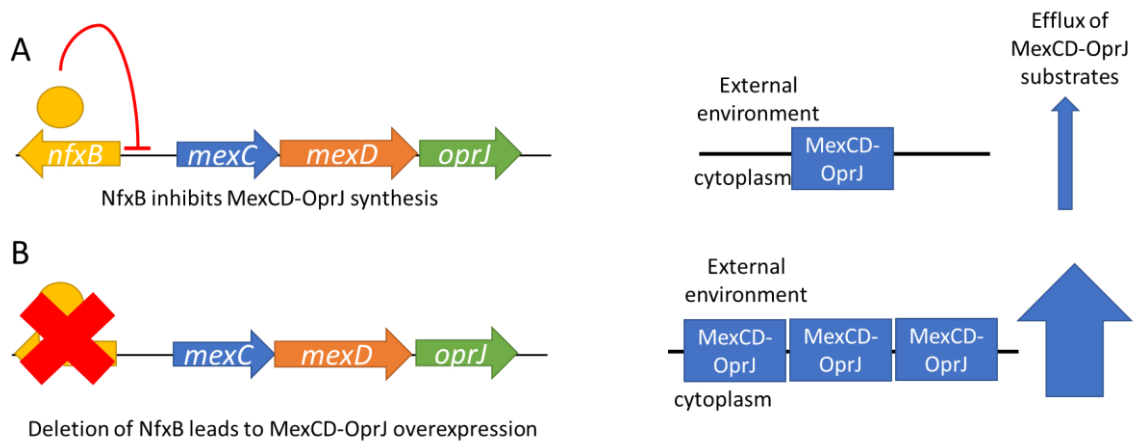 A
nfxB
mexC
mexD
oprJ
NfxB inhibits MexCD-OprJ synthesis
External
environment
MexCD-
OprJ
cytoplasm
Efflux of
MexCD-OprJ
substrates
B
mexC
mexD
oprJ
Deletion of NfxB leads to MexCD-OprJ overexpression
External
environment
MexCD-
OprJ
MexCD-
OprJ
MexCD-
OprJ
cytoplasm